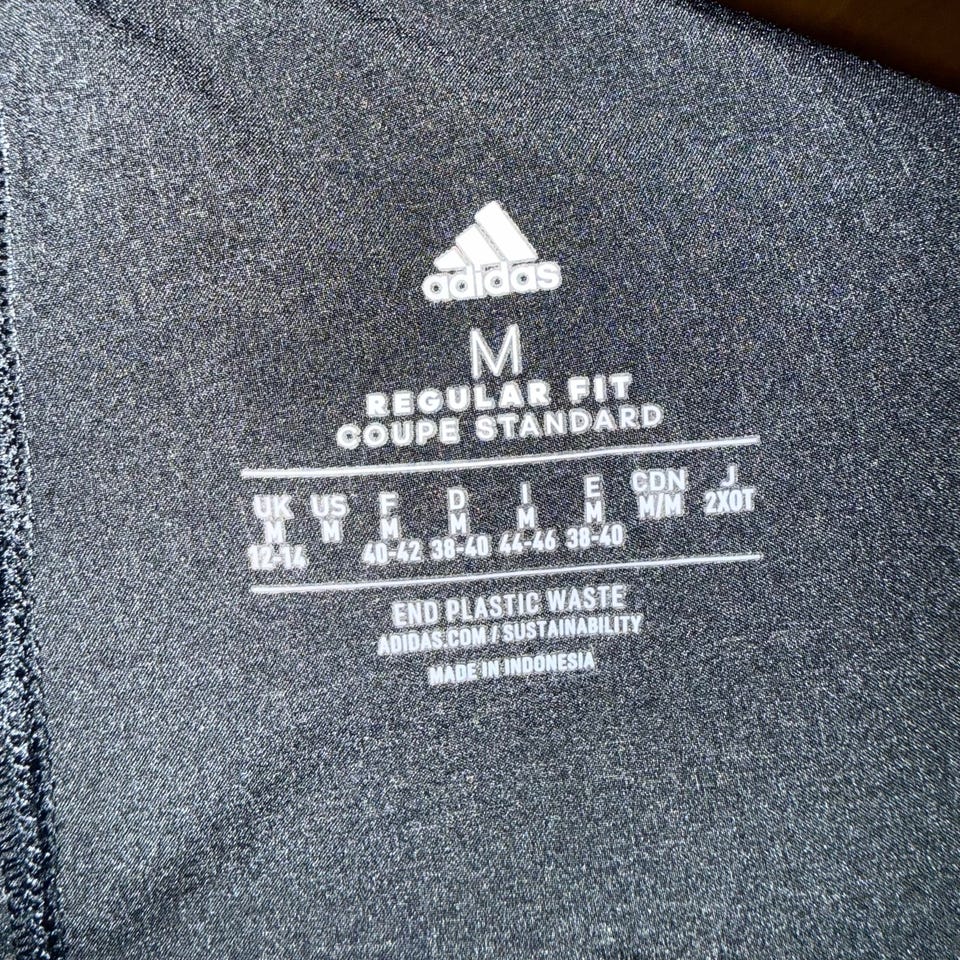 adidas
M
REGULAR FIT
COUPE STANDARD
UK US F D I E CDN J
M M M M M M M/M 2XOT
12-14 40-42 38-40 44-46 38-40
END PLASTIC WASTE
ADIDAS.COM / SUSTAINABILITY
MADE IN INDONESIA